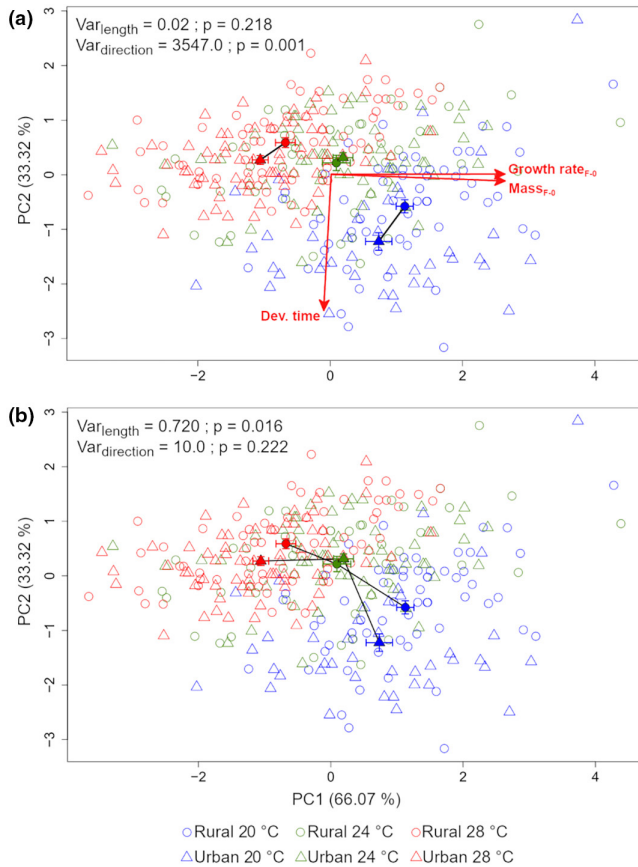 (a)
Var_length = 0.02 ; p = 0.218
Var_direction = 3547.0 ; p = 0.001
3
2
1
0
−1
−2
−3
PC2 (33.32 %)
Growth rate_F-0
Mass_F-0
Dev. time
−2 0 2 4
(b)
Var_length = 0.720 ; p = 0.016
Var_direction = 10.0 ; p = 0.222
3
2
1
0
−1
−2
−3
PC2 (33.32 %)
−2 0 2 4
PC1 (66.07 %)
Rural 20 °C Rural 24 °C Rural 28 °C
Urban 20 °C Urban 24 °C Urban 28 °C